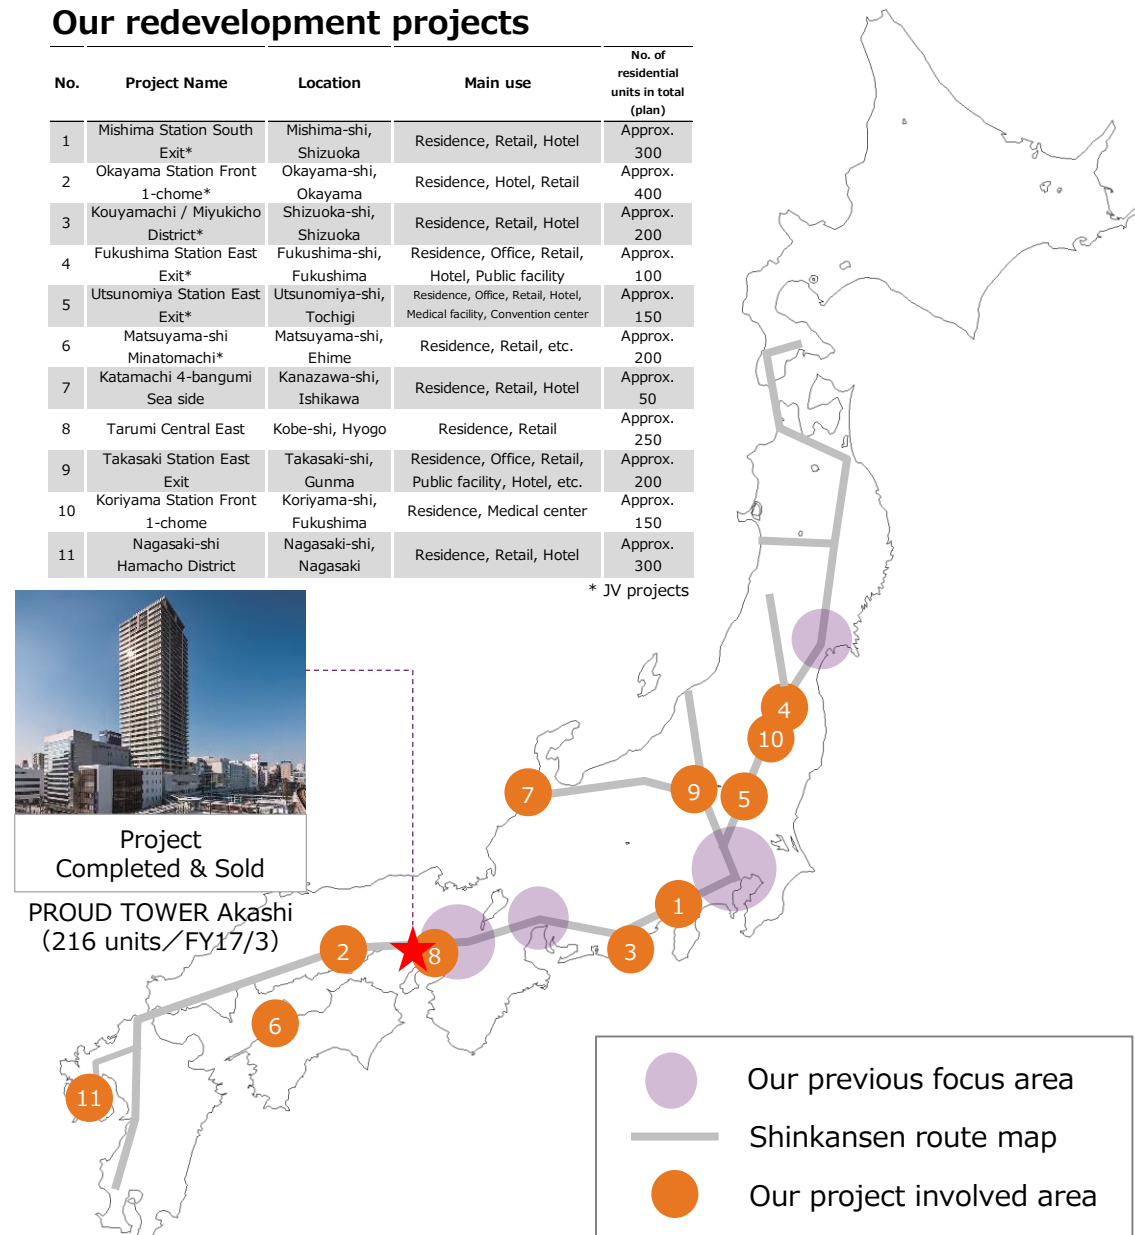 Our redevelopment projects
No. Project Name Location Main use No. of
residential
units in total
(plan)
1 Mishima Station South Mishima-shi, Residence, Retail, Hotel Approx.
Exit* Shizuoka 300
2 Okayama Station Front Okayama-shi, Residence, Hotel, Retail Approx.
1-chome* Okayama 400
3 Kouyamachi / Miyukicho Shizuoka-shi, Residence, Retail, Hotel Approx.
District* Shizuoka 200
4 Fukushima Station East Fukushima-shi, Residence, Office, Retail, Approx.
Exit* Fukushima Hotel, Public facility 100
5 Utsunomiya Station East Utsunomiya-shi, Residence, Office, Retail, Hotel, Approx.
Exit* Tochigi Medical facility, Convention center 150
6 Matsuyama-shi Matsuyama-shi, Residence, Retail, etc. Approx.
Minatomachi* Ehime 200
7 Katamachi 4-bangumi Kanazawa-shi, Residence, Retail, Hotel Approx.
Sea side Ishikawa 50
8 Tarumi Central East Kobe-shi, Hyogo Residence, Retail Approx.
250
9 Takasaki Station East Takasaki-shi, Residence, Office, Retail, Approx.
Exit Gunma Public facility, Hotel, etc. 200
10 Koriyama Station Front Koriyama-shi, Residence, Medical center Approx.
1-chome Fukushima 150
11 Nagasaki-shi Nagasaki-shi, Residence, Retail, Hotel Approx.
Hamacho District Nagasaki 300
* JV projects
Project
Completed & Sold
PROUD TOWER Akashi
（216 units／FY17/3）
4
10
7
9
5
1
2
8
3
6
11
Our previous focus area
Shinkansen route map
Our project involved area